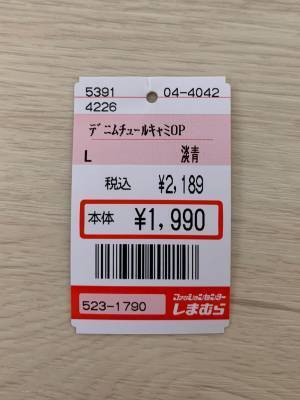 5391 04-4042
4226
ﾃﾞﾆﾑﾁｭｰﾙｷｬﾐOP
L 淡青
税込 ¥2,189
本体 ¥1,990
523-1790
ファッションセンター
しまむら